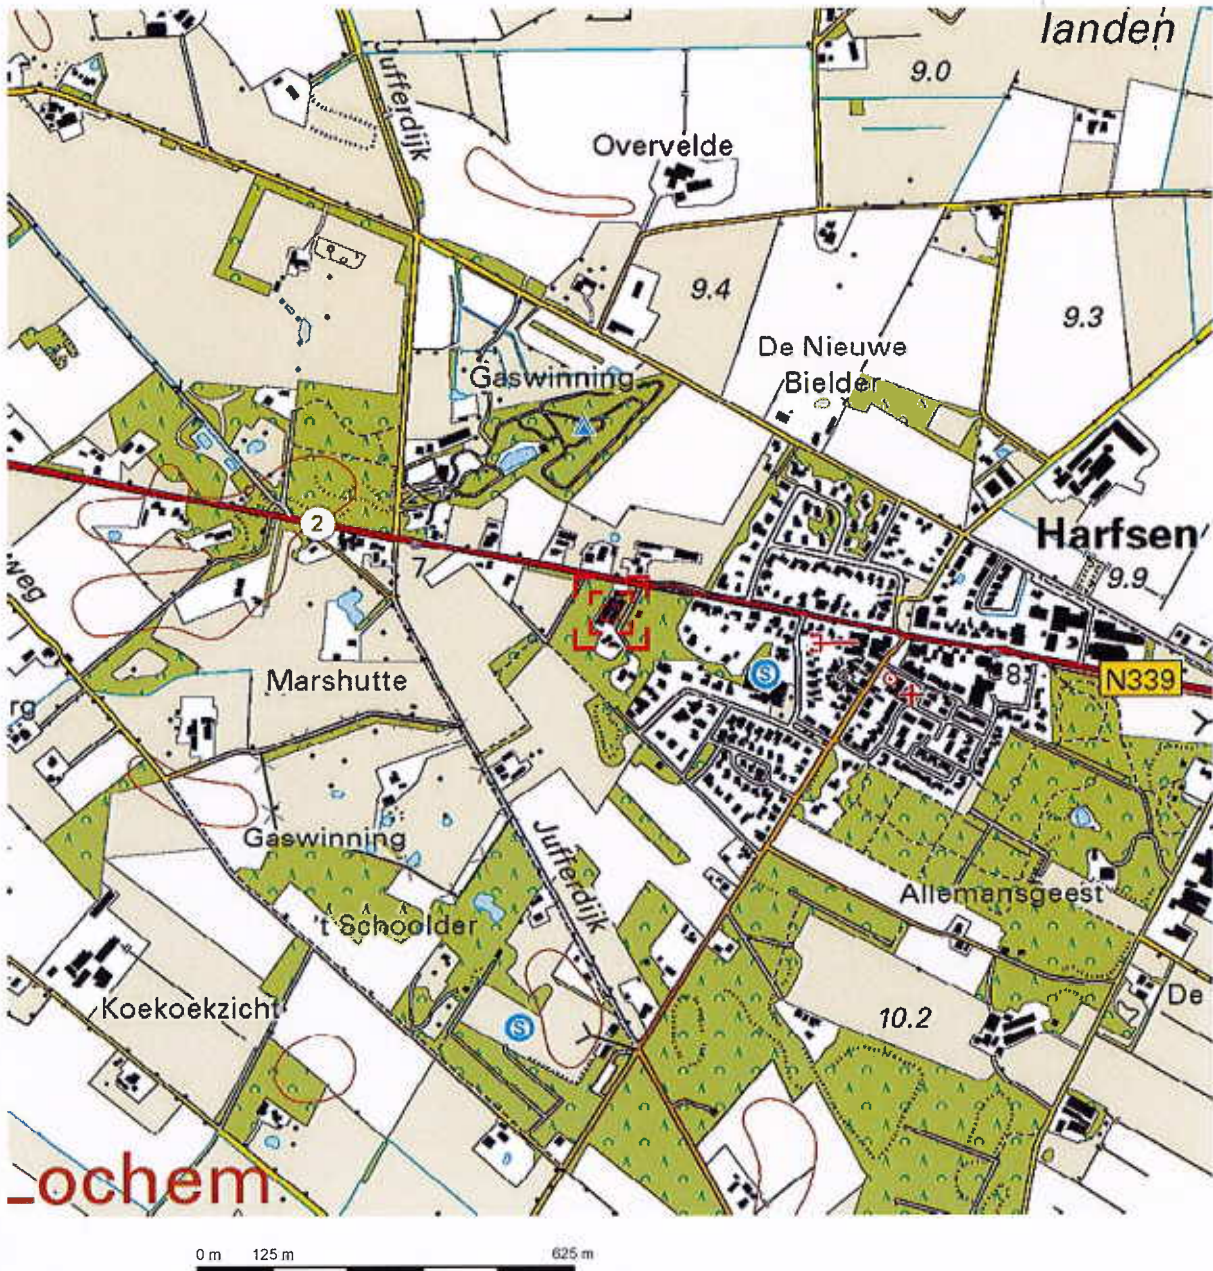 landen
9.0
Jufferdijk
Overvelde
9.4
9.3
De Nieuwe
Bielder
Gaswinning
2
Harfsen
9.9
7
weg
Marshutte
S
8
N339
rg
Gaswinning
Jufferdijk
Allemansgeest
't Schoolder
De
Koekoekzicht
10.2
S
Lochem
0 m 125 m 625 m